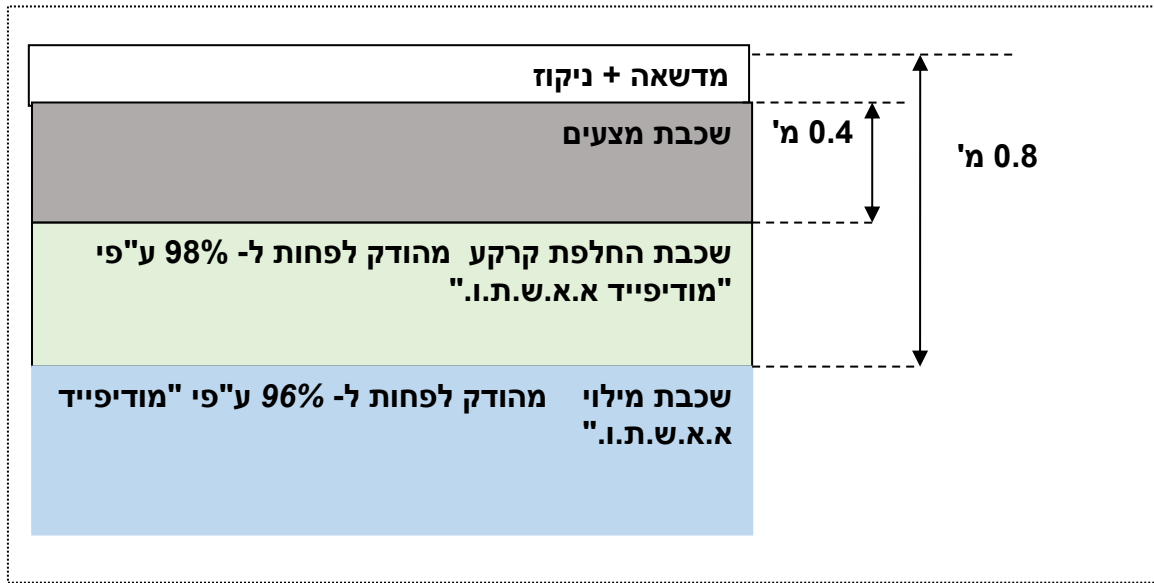 מדשאה + ניקוז
שכבת מצעים
0.4 מ'
0.8 מ'
שכבת החלפת קרקע מהודק לפחות ל- 98% ע"פי
"מודיפייד א.א.ש.ת.ו."
שכבת מילוי מהודק לפחות ל- 96% ע"פי "מודיפייד
א.א.ש.ת.ו."